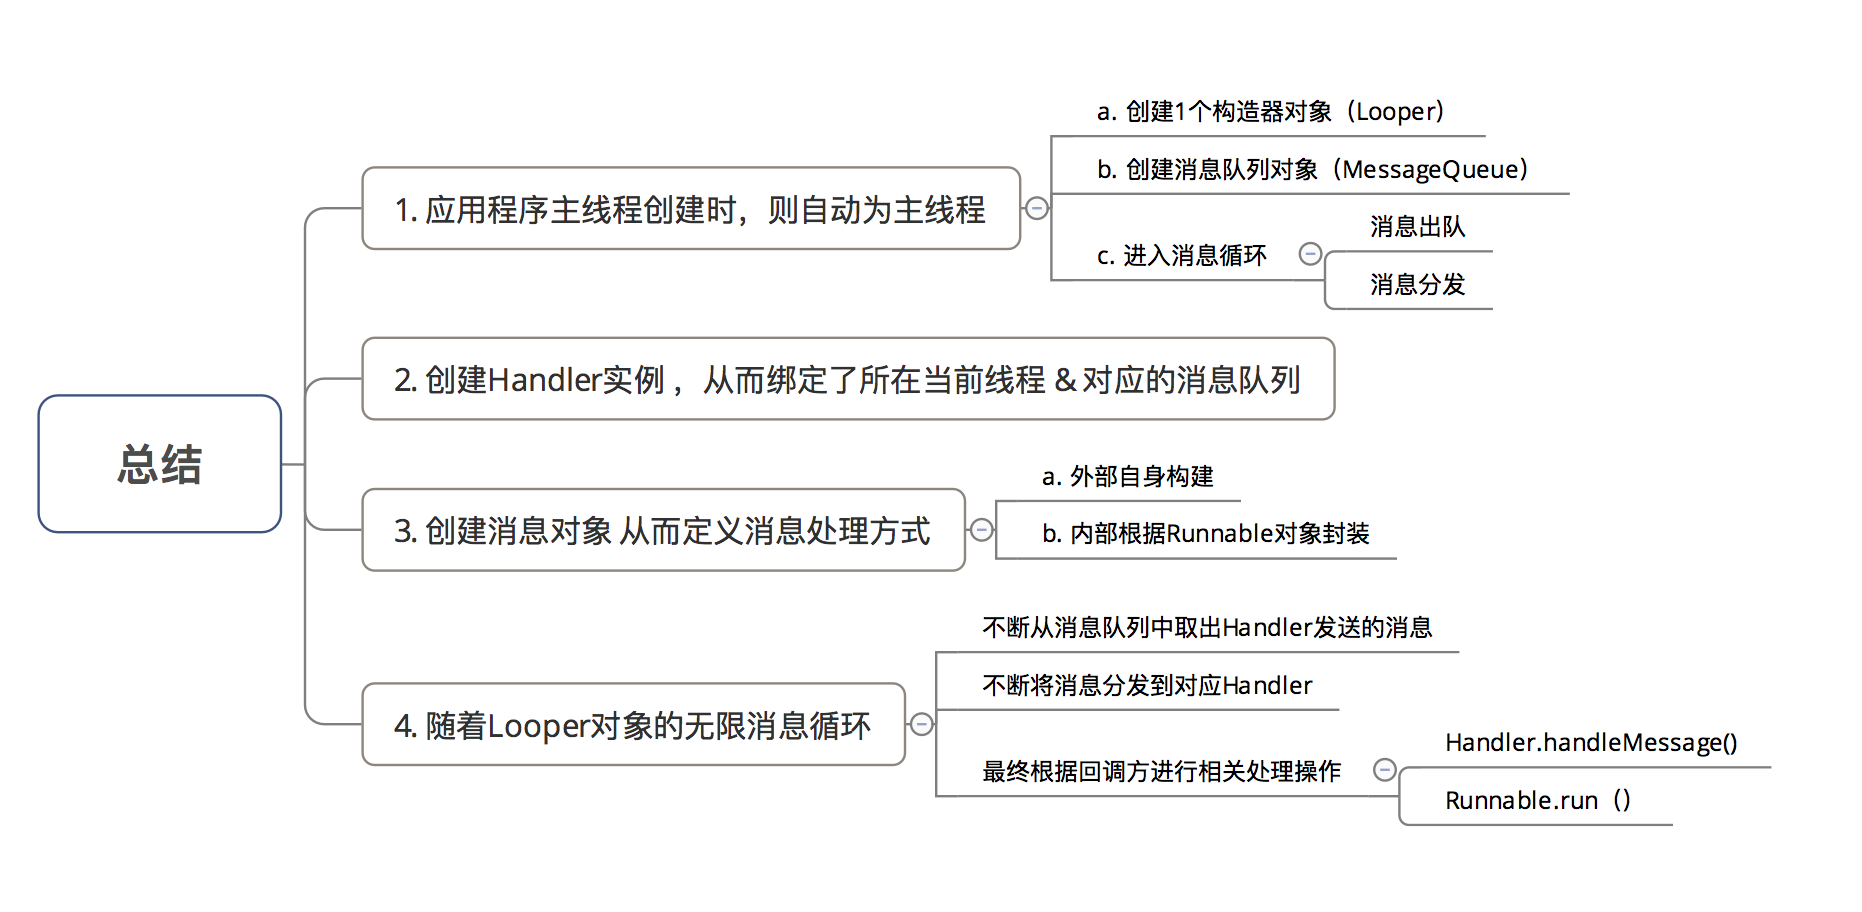 总结
1. 应用程序主线程创建时，则自动为主线程
a. 创建1个构造器对象（Looper）
b. 创建消息队列对象（MessageQueue）
c. 进入消息循环
消息出队
消息分发
2. 创建Handler实例 ，从而绑定了所在当前线程 & 对应的消息队列
3. 创建消息对象 从而定义消息处理方式
a. 外部自身构建
b. 内部根据Runnable对象封装
4. 随着Looper对象的无限消息循环
不断从消息队列中取出Handler发送的消息
不断将消息分发到对应Handler
最终根据回调方进行相关处理操作
Handler.handleMessage()
Runnable.run（）